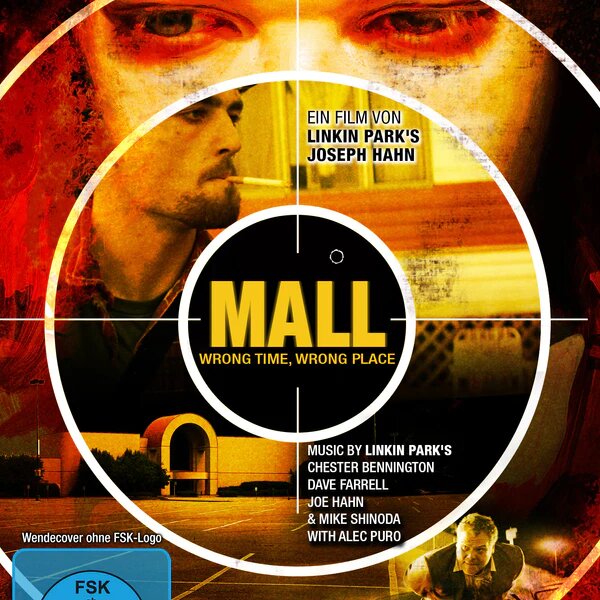 EIN FILM VON
LINKIN PARK'S
JOSEPH HAHN
MALL
WRONG TIME, WRONG PLACE
MUSIC BY LINKIN PARK'S
CHESTER BENNINGTON
DAVE FARRELL
JOE HAHN
& MIKE SHINODA
WITH ALEC PURO
Wendecover ohne FSK-Logo
FSK